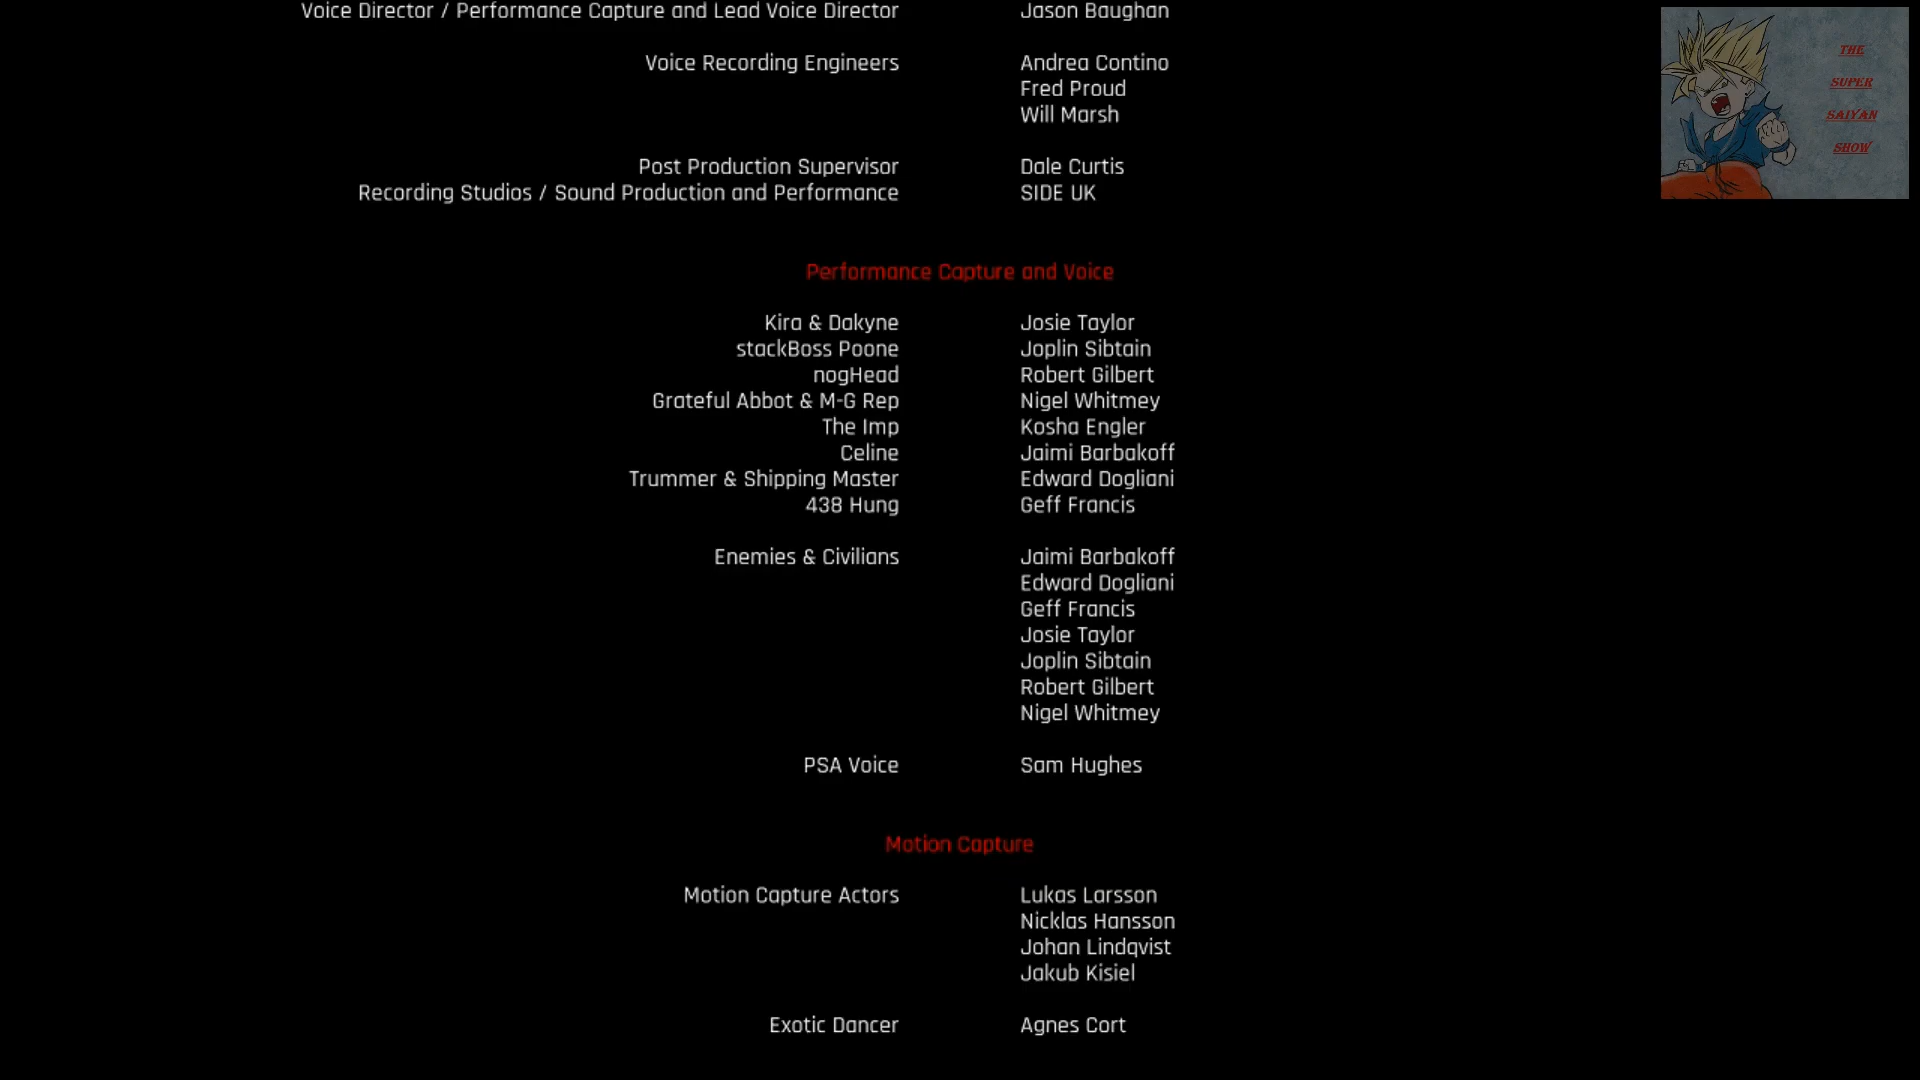 Voice Director / Performance Capture and Lead Voice Director Jason Baughan
Voice Recording Engineers Andrea Contino
Fred Proud
Will Marsh
Post Production Supervisor Dale Curtis
Recording Studios / Sound Production and Performance SIDE UK
Performance Capture and Voice
Kira & Dakyne Josie Taylor
stackBoss Poone Joplin Sibtain
nogHead Robert Gilbert
Grateful Abbot & M-G Rep Nigel Whitmey
The Imp Kosha Engler
Celine Jaimi Barbakoff
Trummer & Shipping Master Edward Dogliani
438 Hung Geff Francis
Enemies & Civilians Jaimi Barbakoff
Edward Dogliani
Geff Francis
Josie Taylor
Joplin Sibtain
Robert Gilbert
Nigel Whitmey
PSA Voice Sam Hughes
Motion Capture
Motion Capture Actors Lukas Larsson
Nicklas Hansson
Johan Lindqvist
Jakub Kisiel
Exotic Dancer Agnes Cort
THE
SUPER
SAIYAN
SHOW